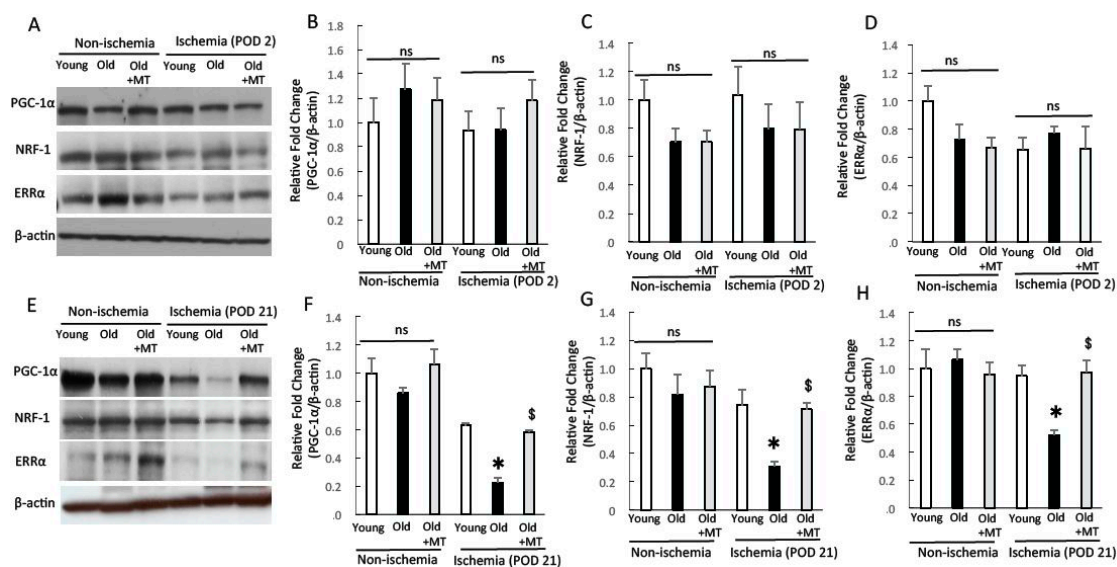 A
Non-ischemia Ischemia (POD 2)
Young Old Old +MT Young Old Old +MT
PGC-1α
NRF-1
ERRα
β-actin
B
Relative Fold Change
(PGC-1α/β-actin)
1.6
1.4
1.2
1.0
0.8
0.6
0.4
0.2
0
ns ns
Young Old Old +MT Young Old Old +MT
Non-ischemia Ischemia (POD 2)
C
Relative Fold Change
(NRF-1/β-actin)
1.4
1.2
1.0
0.8
0.6
0.4
0.2
0
ns ns
Young Old Old +MT Young Old Old +MT
Non-ischemia Ischemia (POD 2)
D
Relative Fold Change
(ERRα/β-actin)
1.4
1.2
1.0
0.8
0.6
0.4
0.2
0
ns ns
Young Old Old +MT Young Old Old +MT
Non-ischemia Ischemia (POD 2)
E
Non-ischemia Ischemia (POD 21)
Young Old Old +MT Young Old Old +MT
PGC-1α
NRF-1
ERRα
β-actin
F
Relative Fold Change
(PGC-1α/β-actin)
1.4
1.2
1.0
0.8
0.6
0.4
0.2
0
ns * $
Young Old Old +MT Young Old Old +MT
Non-ischemia Ischemia (POD 21)
G
Relative Fold Change
(NRF-1/β-actin)
1.4
1.2
1.0
0.8
0.6
0.4
0.2
0
ns * $
Young Old Old +MT Young Old Old +MT
Non-ischemia Ischemia (POD 21)
H
Relative Fold Change
(ERRα/β-actin)
1.4
1.2
1.0
0.8
0.6
0.4
0.2
0
ns * $
Young Old Old +MT Young Old Old +MT
Non-ischemia Ischemia (POD 21)